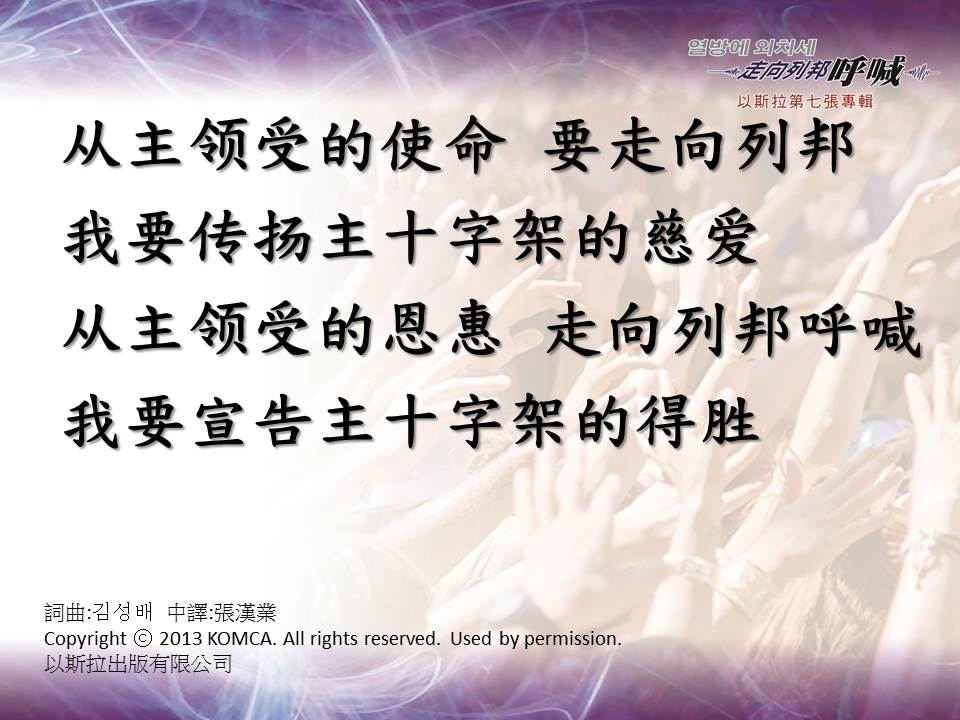 열방에 외치세
走向列邦呼喊
以斯拉第七張專輯
从主领受的使命 要走向列邦
我要传扬主十字架的慈爱
从主领受的恩惠 走向列邦呼喊
我要宣告主十字架的得胜
詞曲:김성배 中譯:張漢業
Copyright ⓒ 2013 KOMCA. All rights reserved. Used by permission.
以斯拉出版有限公司